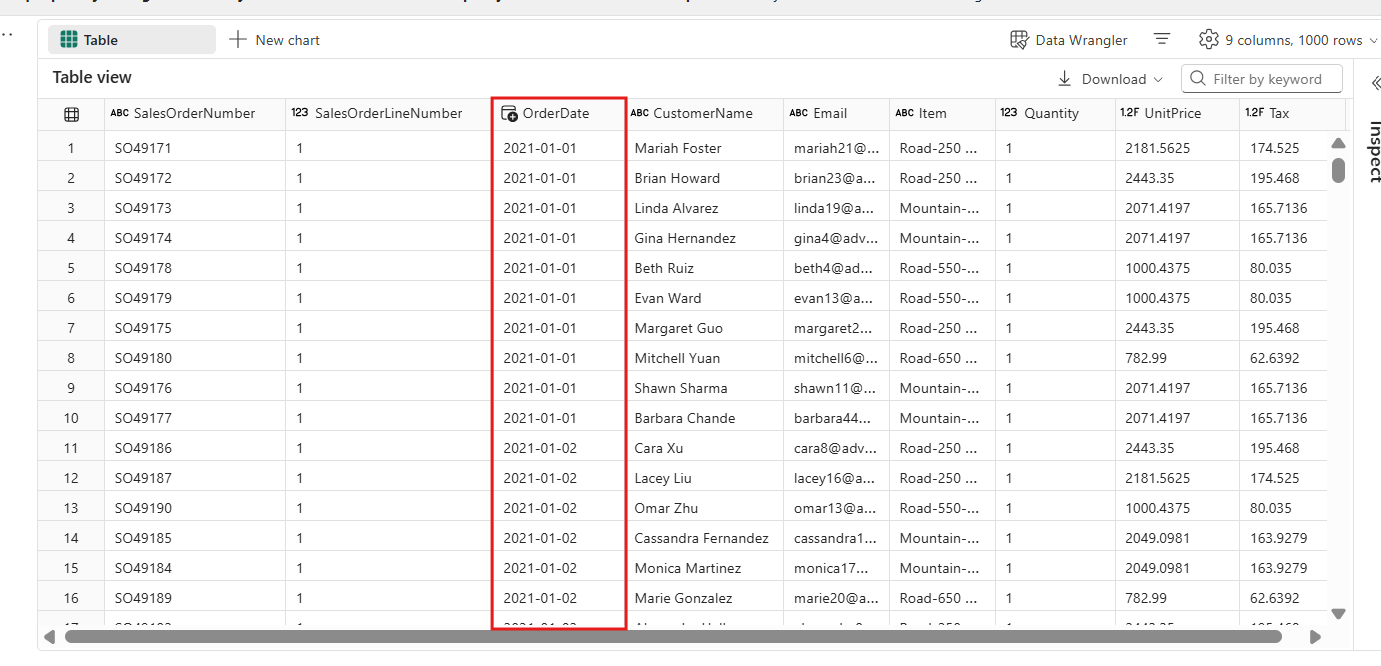 Table
New chart
Data Wrangler
9 columns, 1000 rows
Table view
Download
Filter by keyword
Inspect
ABC SalesOrderNumber 123 SalesOrderLineNumber OrderDate ABC CustomerName ABC Email ABC Item 123 Quantity 1.2F UnitPrice 1.2F Tax
1 SO49171 1 2021-01-01 Mariah Foster mariah21@... Road-250 ... 1 2181.5625 174.525
2 SO49172 1 2021-01-01 Brian Howard brian23@a... Road-250 ... 1 2443.35 195.468
3 SO49173 1 2021-01-01 Linda Alvarez linda19@a... Mountain-... 1 2071.4197 165.7136
4 SO49174 1 2021-01-01 Gina Hernandez gina4@adv... Mountain-... 1 2071.4197 165.7136
5 SO49178 1 2021-01-01 Beth Ruiz beth4@ad... Road-550-... 1 1000.4375 80.035
6 SO49179 1 2021-01-01 Evan Ward evan13@a... Road-550-... 1 1000.4375 80.035
7 SO49175 1 2021-01-01 Margaret Guo margaret2... Road-250 ... 1 2443.35 195.468
8 SO49180 1 2021-01-01 Mitchell Yuan mitchell6@... Road-650 ... 1 782.99 62.6392
9 SO49176 1 2021-01-01 Shawn Sharma shawn11@... Mountain-... 1 2071.4197 165.7136
10 SO49177 1 2021-01-01 Barbara Chande barbara44... Mountain-... 1 2071.4197 165.7136
11 SO49186 1 2021-01-02 Cara Xu cara8@adv... Road-250 ... 1 2443.35 195.468
12 SO49187 1 2021-01-02 Lacey Liu lacey16@a... Road-250 ... 1 2181.5625 174.525
13 SO49190 1 2021-01-02 Omar Zhu omar13@a... Road-550-... 1 1000.4375 80.035
14 SO49185 1 2021-01-02 Cassandra Fernandez cassandra1... Mountain-... 1 2049.0981 163.9279
15 SO49184 1 2021-01-02 Monica Martinez monica17... Mountain-... 1 2049.0981 163.9279
16 SO49189 1 2021-01-02 Marie Gonzalez marie20@a... Road-650 ... 1 782.99 62.6392